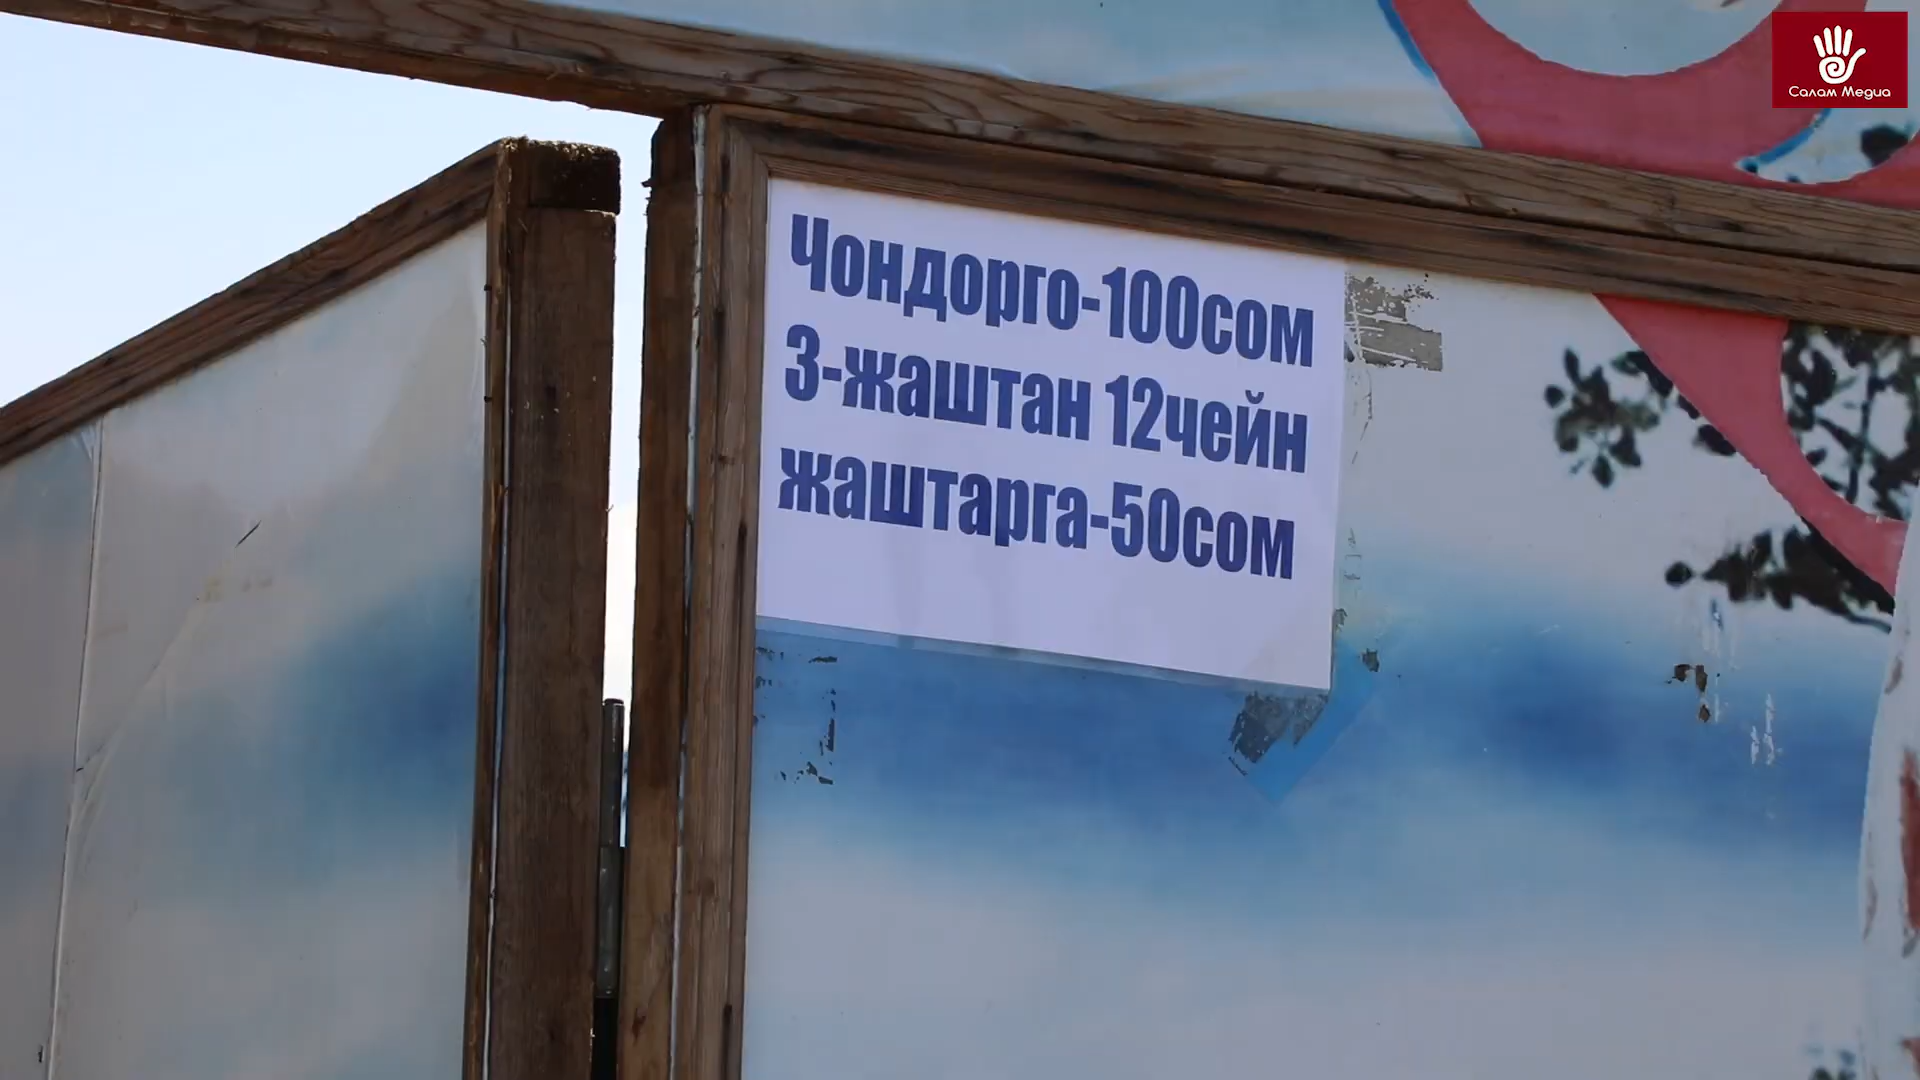 Салам Медиа
Чондорго-100сом
3-жаштан 12чейн
жаштарга-50сом